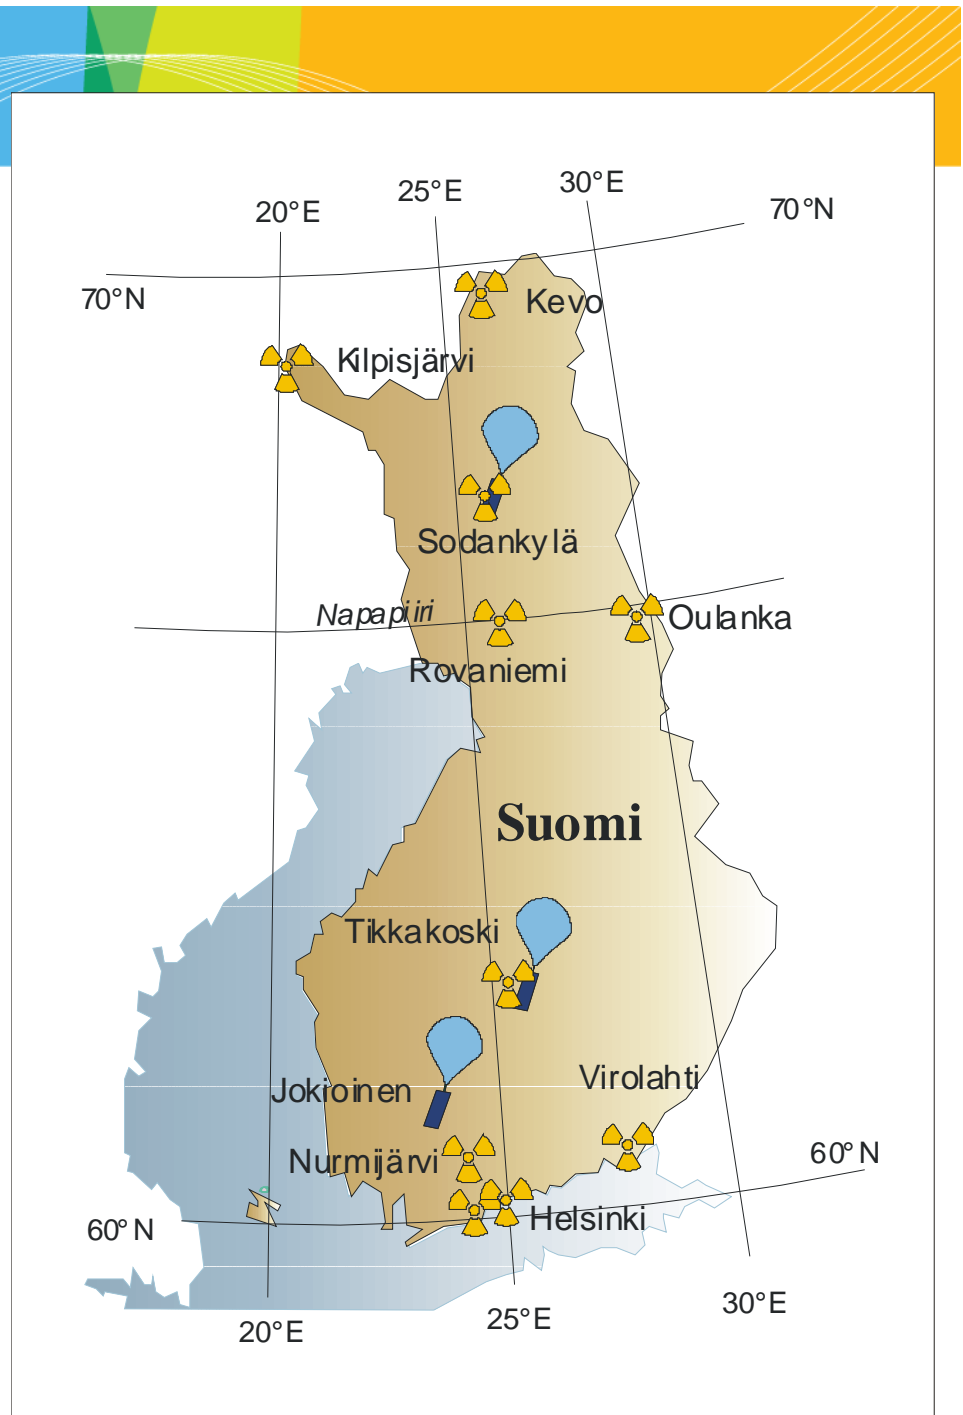 30°E
25°E
20°E
70°N
70°N
Kevo
Kilpisjärvi
Sodankylä
Napapiiri
Oulanka
Rovaniemi
Suomi
Tikkakoski
Virolahti
Jokioinen
Nurmijärvi
60°N
Helsinki
60°N
30°E
25°E
20°E